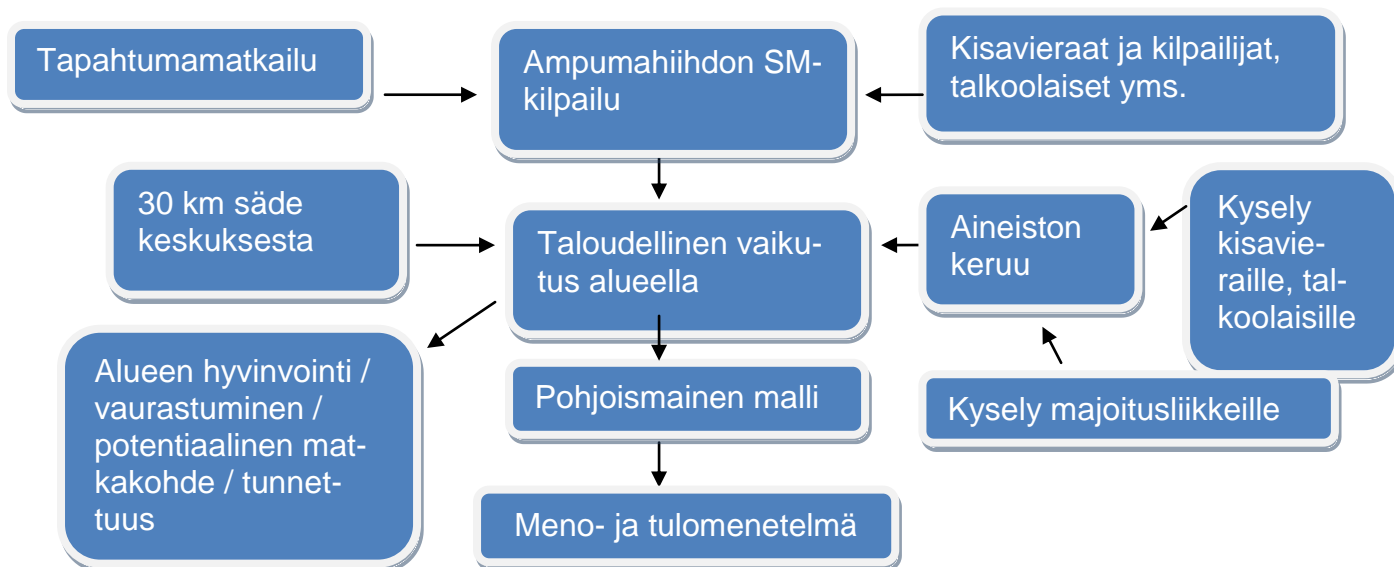 Tapahtumamatkailu
Ampumahiihdon SM-
kilpailu
Kisavieraat ja kilpailijat,
talkoolaiset yms.
30 km säde
keskuksesta
Taloudellinen vaiku-
tus alueella
Aineiston
keruu
Kysely
kisavie-
raille, tal-
koolaisille
Alueen hyvinvointi /
vaurastuminen /
potentiaalinen mat-
kakohde / tunnet-
tuus
Pohjoismainen malli
Kysely majoitusliikkeille
Meno- ja tulomenetelmä